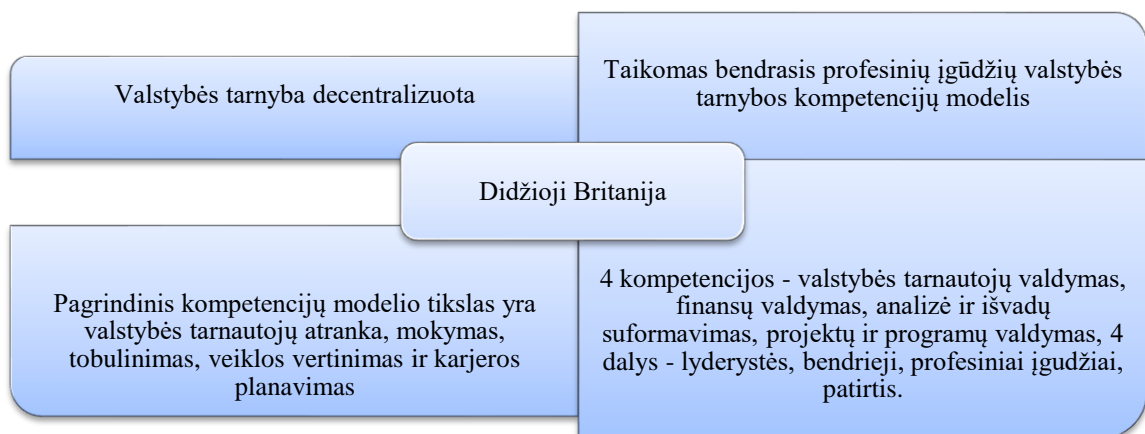 Valstybės tarnyba decentralizuota
Taikomas bendrasis profesinių įgūdžių valstybės
tarnybos kompetencijų modelis
Didžioji Britanija
Pagrindinis kompetencijų modelio tikslas yra
valstybės tarnautojų atranka, mokymas,
tobulinimas, veiklos vertinimas ir karjeros
planavimas
4 kompetencijos - valstybės tarnautojų valdymas,
finansų valdymas, analizė ir išvadų
suformavimas, projektų ir programų valdymas, 4
dalys - lyderystės, bendrieji, profesiniai įgudžiai,
patirtis.